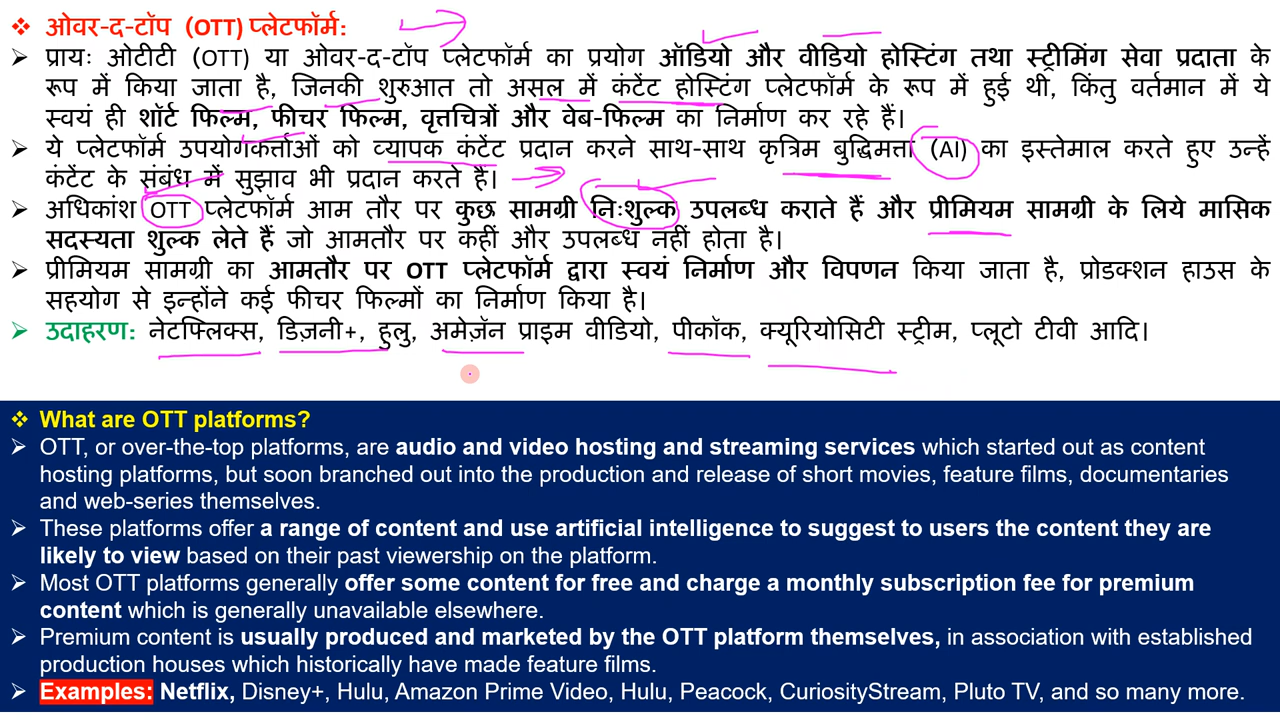 ❖ ओवर-द-टॉप (OTT) प्लेटफॉर्म:
➢ प्रायः ओटीटी (OTT) या ओवर-द-टॉप प्लेटफॉर्म का प्रयोग ऑडियो और वीडियो होस्टिंग तथा स्ट्रीमिंग सेवा प्रदाता के
रूप में किया जाता है, जिनकी शुरुआत तो असल में कंटेंट होस्टिंग प्लेटफॉर्म के रूप में हुई थी, किंतु वर्तमान में ये
स्वयं ही शॉर्ट फिल्म, फीचर फिल्म, वृत्तचित्रों और वेब-फिल्म का निर्माण कर रहे हैं।
➢ ये प्लेटफॉर्म उपयोगकर्त्ताओं को व्यापक कंटेंट प्रदान करने साथ-साथ कृत्रिम बुद्धिमत्ता (AI) का इस्तेमाल करते हुए उन्हें
कंटेंट के संबंध में सुझाव भी प्रदान करते हैं।
➢ अधिकांश OTT प्लेटफॉर्म आम तौर पर कुछ सामग्री निःशुल्क उपलब्ध कराते हैं और प्रीमियम सामग्री के लिये मासिक
सदस्यता शुल्क लेते हैं जो आमतौर पर कहीं और उपलब्ध नहीं होता है।
➢ प्रीमियम सामग्री का आमतौर पर OTT प्लेटफॉर्म द्वारा स्वयं निर्माण और विपणन किया जाता है, प्रोडक्शन हाउस के
सहयोग से इन्होंने कई फीचर फिल्मों का निर्माण किया है।
➢ उदाहरण: नेटफ्लिक्स, डिज़नी+, हुलु, अमेज़ॅन प्राइम वीडियो, पीकॉक, क्यूरियोसिटी स्ट्रीम, प्लूटो टीवी आदि।
❖ What are OTT platforms?
➢ OTT, or over-the-top platforms, are audio and video hosting and streaming services which started out as content
hosting platforms, but soon branched out into the production and release of short movies, feature films, documentaries
and web-series themselves.
➢ These platforms offer a range of content and use artificial intelligence to suggest to users the content they are
likely to view based on their past viewership on the platform.
➢ Most OTT platforms generally offer some content for free and charge a monthly subscription fee for premium
content which is generally unavailable elsewhere.
➢ Premium content is usually produced and marketed by the OTT platform themselves, in association with established
production houses which historically have made feature films.
➢ Examples: Netflix, Disney+, Hulu, Amazon Prime Video, Hulu, Peacock, CuriosityStream, Pluto TV, and so many more.